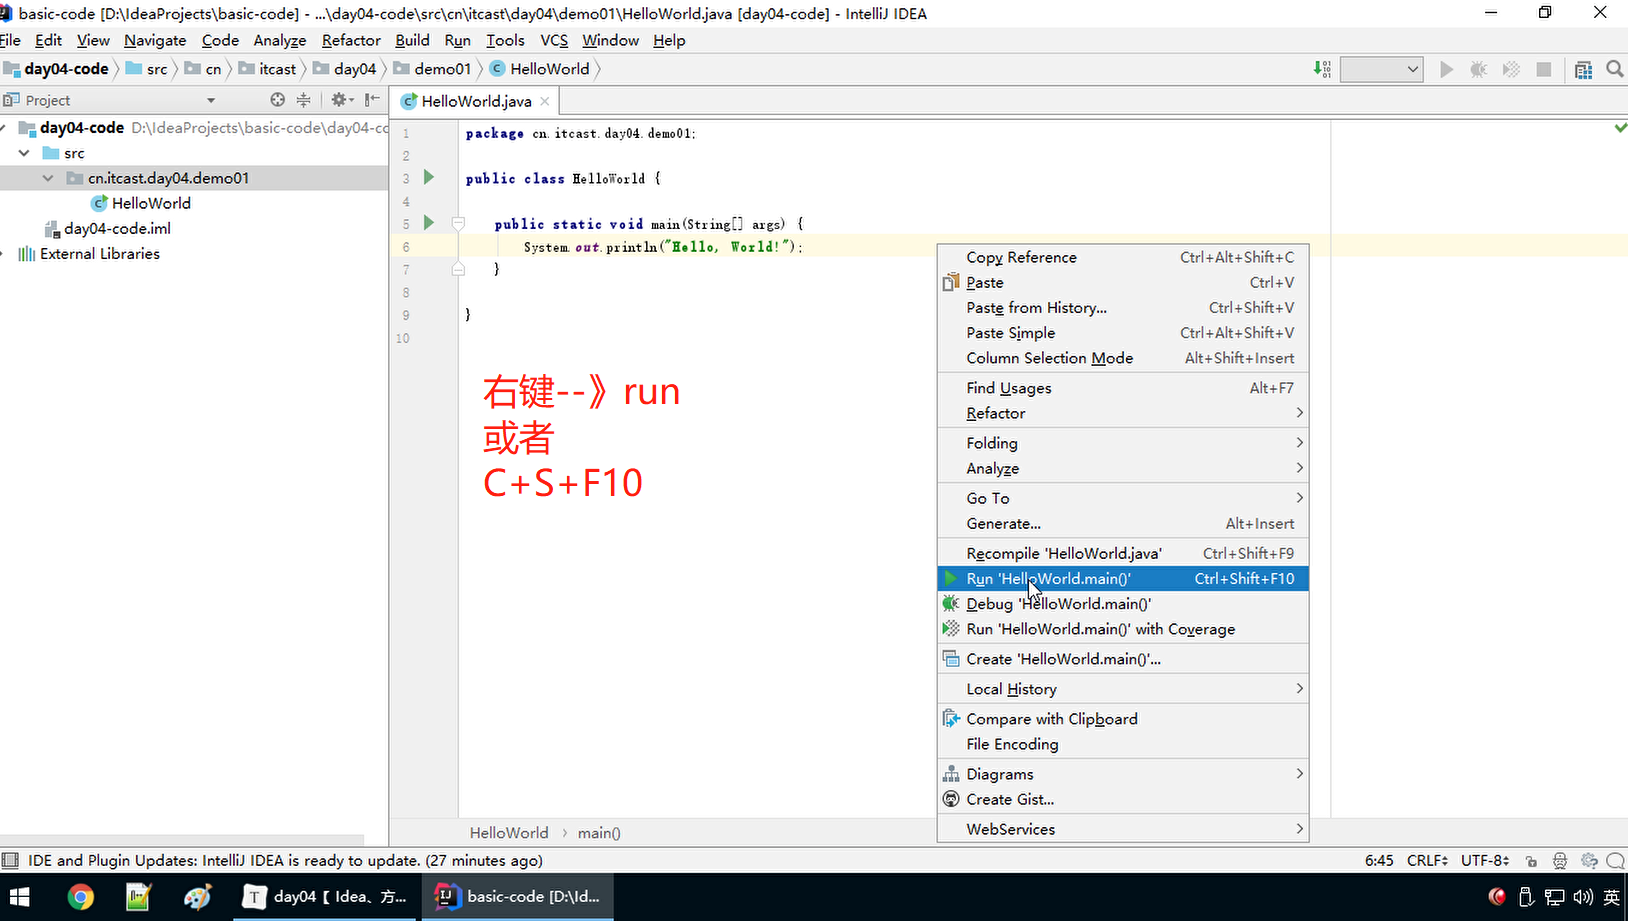 basic-code [D:\IdeaProjects\basic-code] - ...\day04-code\src\cn\itcast\day04\demo01\HelloWorld.java [day04-code] - IntelliJ IDEA
File Edit View Navigate Code Analyze Refactor Build Run Tools VCS Window Help
day04-code src cn itcast day04 demo01 HelloWorld
Project
HelloWorld.java
day04-code D:\IdeaProjects\basic-code\day04-cc
src
cn.itcast.day04.demo01
HelloWorld
day04-code.iml
External Libraries
1 package cn.itcast.day04.demo01;
2
3 public class HelloWorld {
4
5 public static void main(String[] args) {
6 System.out.println("Hello, World!");
7 }
8
9 }
10
右键--》run
或者
C+S+F10
Copy Reference Ctrl+Alt+Shift+C
Paste Ctrl+V
Paste from History... Ctrl+Shift+V
Paste Simple Ctrl+Alt+Shift+V
Column Selection Mode Alt+Shift+Insert
Find Usages Alt+F7
Refactor
Folding
Analyze
Go To
Generate... Alt+Insert
Recompile 'HelloWorld.java' Ctrl+Shift+F9
Run 'HelloWorld.main()' Ctrl+Shift+F10
Debug 'HelloWorld.main()'
Run 'HelloWorld.main()' with Coverage
Create 'HelloWorld.main()'...
Local History
Compare with Clipboard
File Encoding
Diagrams
Create Gist...
WebServices
HelloWorld main()
IDE and Plugin Updates: IntelliJ IDEA is ready to update. (27 minutes ago) 6:45 CRLF UTF-8
day04【 Idea、方... basic-code [D:\Id... 英